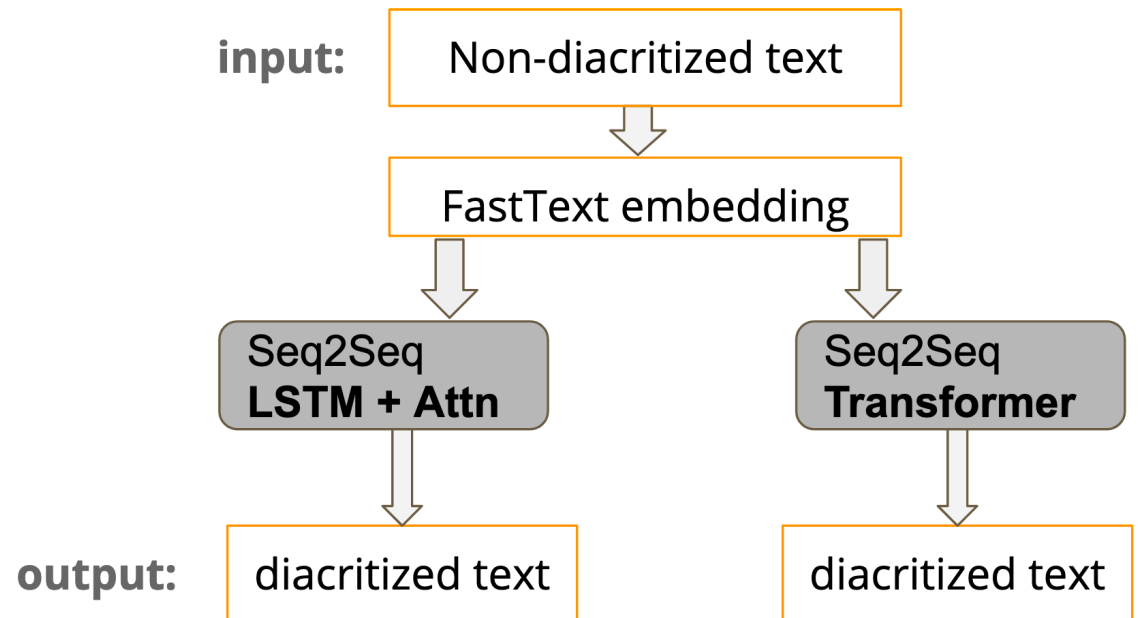 input:
Non-diacritized text
FastText embedding
Seq2Seq
LSTM + Attn
Seq2Seq
Transformer
output:
diacritized text
diacritized text